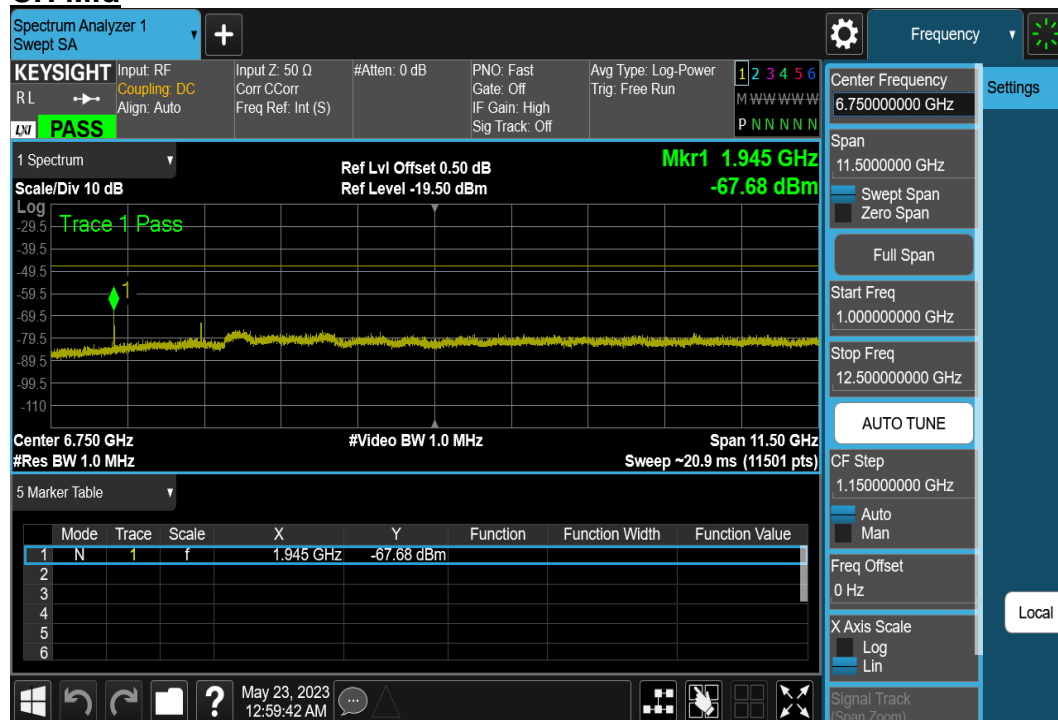 Spectrum Analyzer 1
Swept SA
+
Frequency
KEYSIGHT
Input: RF
Coupling: DC
Align: Auto
Input Z: 50 Ω
Corr CCorr
Freq Ref: Int (S)
#Atten: 0 dB
PNO: Fast
Gate: Off
IF Gain: High
Sig Track: Off
Avg Type: Log-Power
Trig: Free Run
1 2 3 4 5 6
M W W W W W
P N N N N N
R L
LXI
PASS
1 Spectrum
Scale/Div 10 dB
Ref Lvl Offset 0.50 dB
Ref Level -19.50 dBm
Mkr1 1.945 GHz
-67.68 dBm
Log
Trace 1 Pass
-29.5
-39.5
-49.5
-59.5
1
-69.5
-79.5
-89.5
-99.5
-110
Center 6.750 GHz
#Video BW 1.0 MHz
Span 11.50 GHz
#Res BW 1.0 MHz
Sweep ~20.9 ms (11501 pts)
5 Marker Table
Mode Trace Scale X Y Function Function Width Function Value
1 N 1 f 1.945 GHz -67.68 dBm
2
3
4
5
6
?
May 23, 2023
12:59:42 AM
Center Frequency
6.750000000 GHz
Settings
Span
11.5000000 GHz
Swept Span
Zero Span
Full Span
Start Freq
1.000000000 GHz
Stop Freq
12.500000000 GHz
AUTO TUNE
CF Step
1.150000000 GHz
Auto
Man
Freq Offset
0 Hz
Local
X Axis Scale
Log
Lin
Signal Track
(Span Zoom)